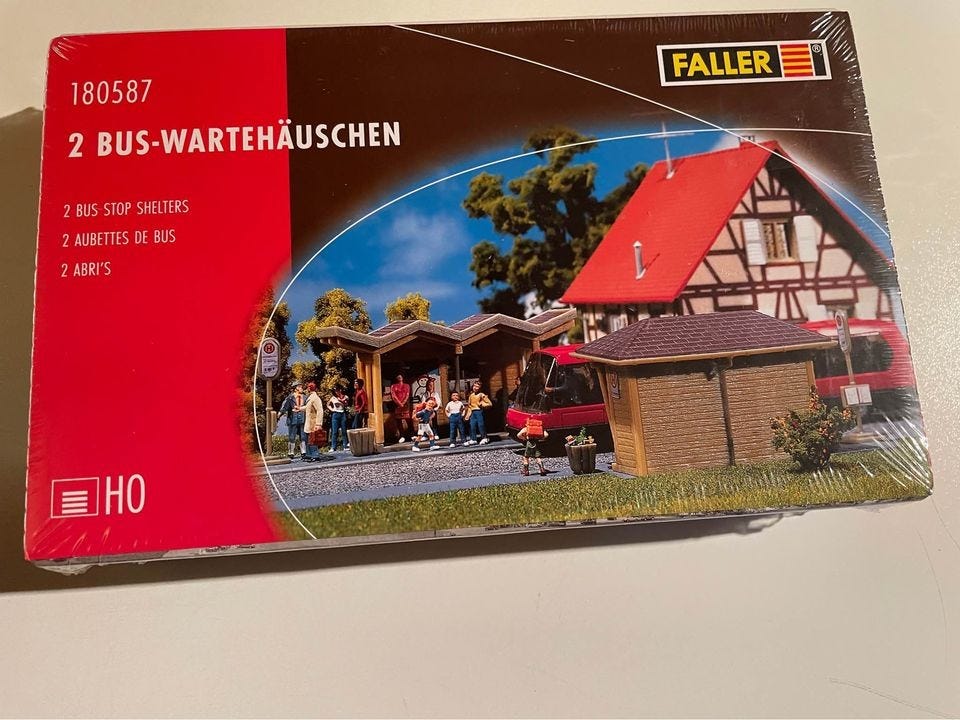 180587
2 BUS-WARTEHÄUSCHEN
2 BUS-STOP SHELTERS
2 AUBETTES DE BUS
2 ABRI'S
HO
FALLER ®
H